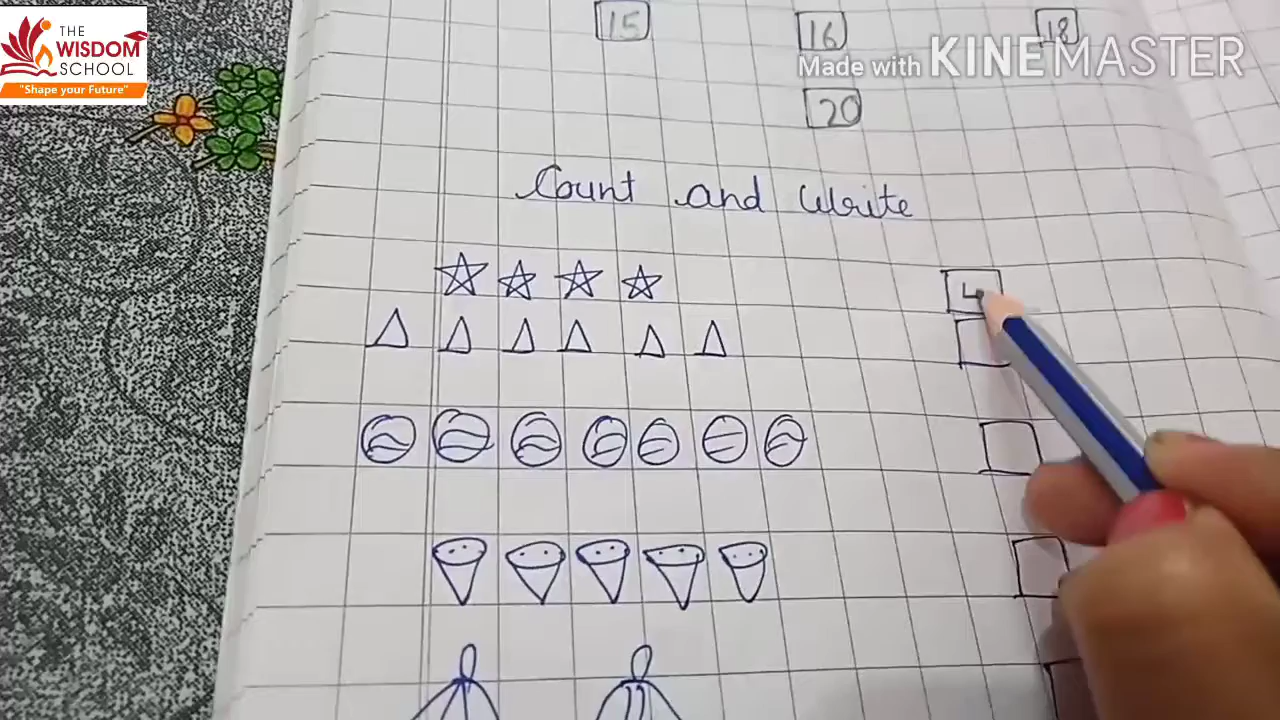 THE
WISDOM
SCHOOL
"Shape your Future"
15 16 18
Made with KINEMASTER
20
Count and Write
4